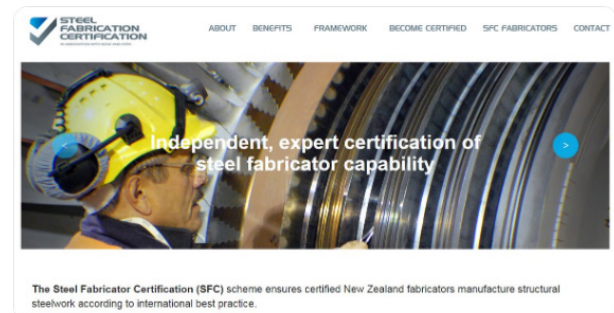 STEEL
FABRICATION
CERTIFICATION
ABOUT BENEFITS FRAMEWORK BECOME CERTIFIED SFC FABRICATORS CONTACT
< Independent, expert certification of >
steel fabricator capability
The Steel Fabricator Certification (SFC) scheme ensures certified New Zealand fabricators manufacture structural
steelwork according to international best practice.